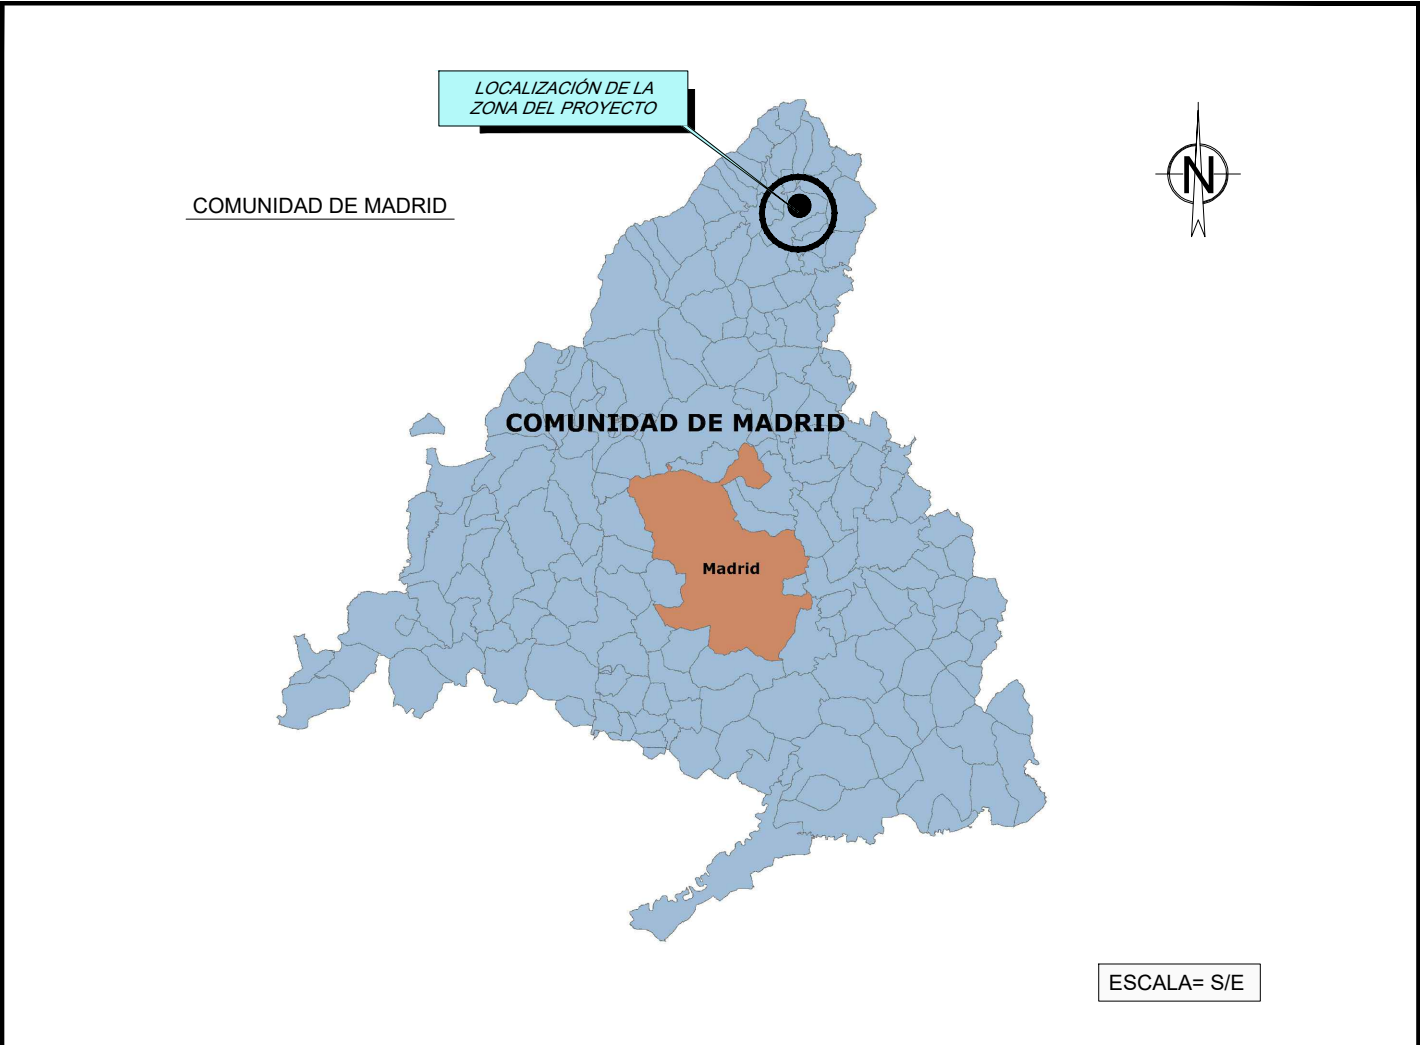 LOCALIZACIÓN DE LA
ZONA DEL PROYECTO
N
COMUNIDAD DE MADRID
COMUNIDAD DE MADRID
Madrid
ESCALA= S/E